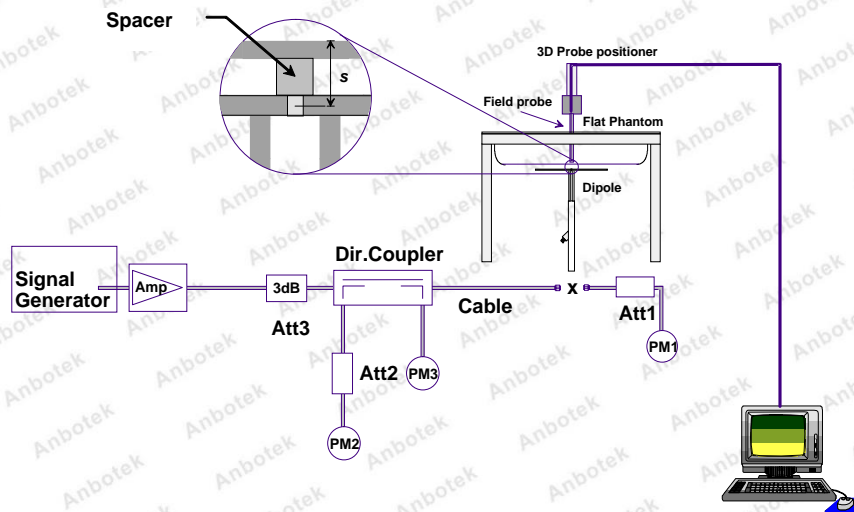 Spacer
s
3D Probe positioner
Field probe
Flat Phantom
Dipole
Signal
Generator
Amp
3dB
Att3
Dir.Coupler
Cable
x
Att1
PM1
Att2
PM3
PM2
Anbotek